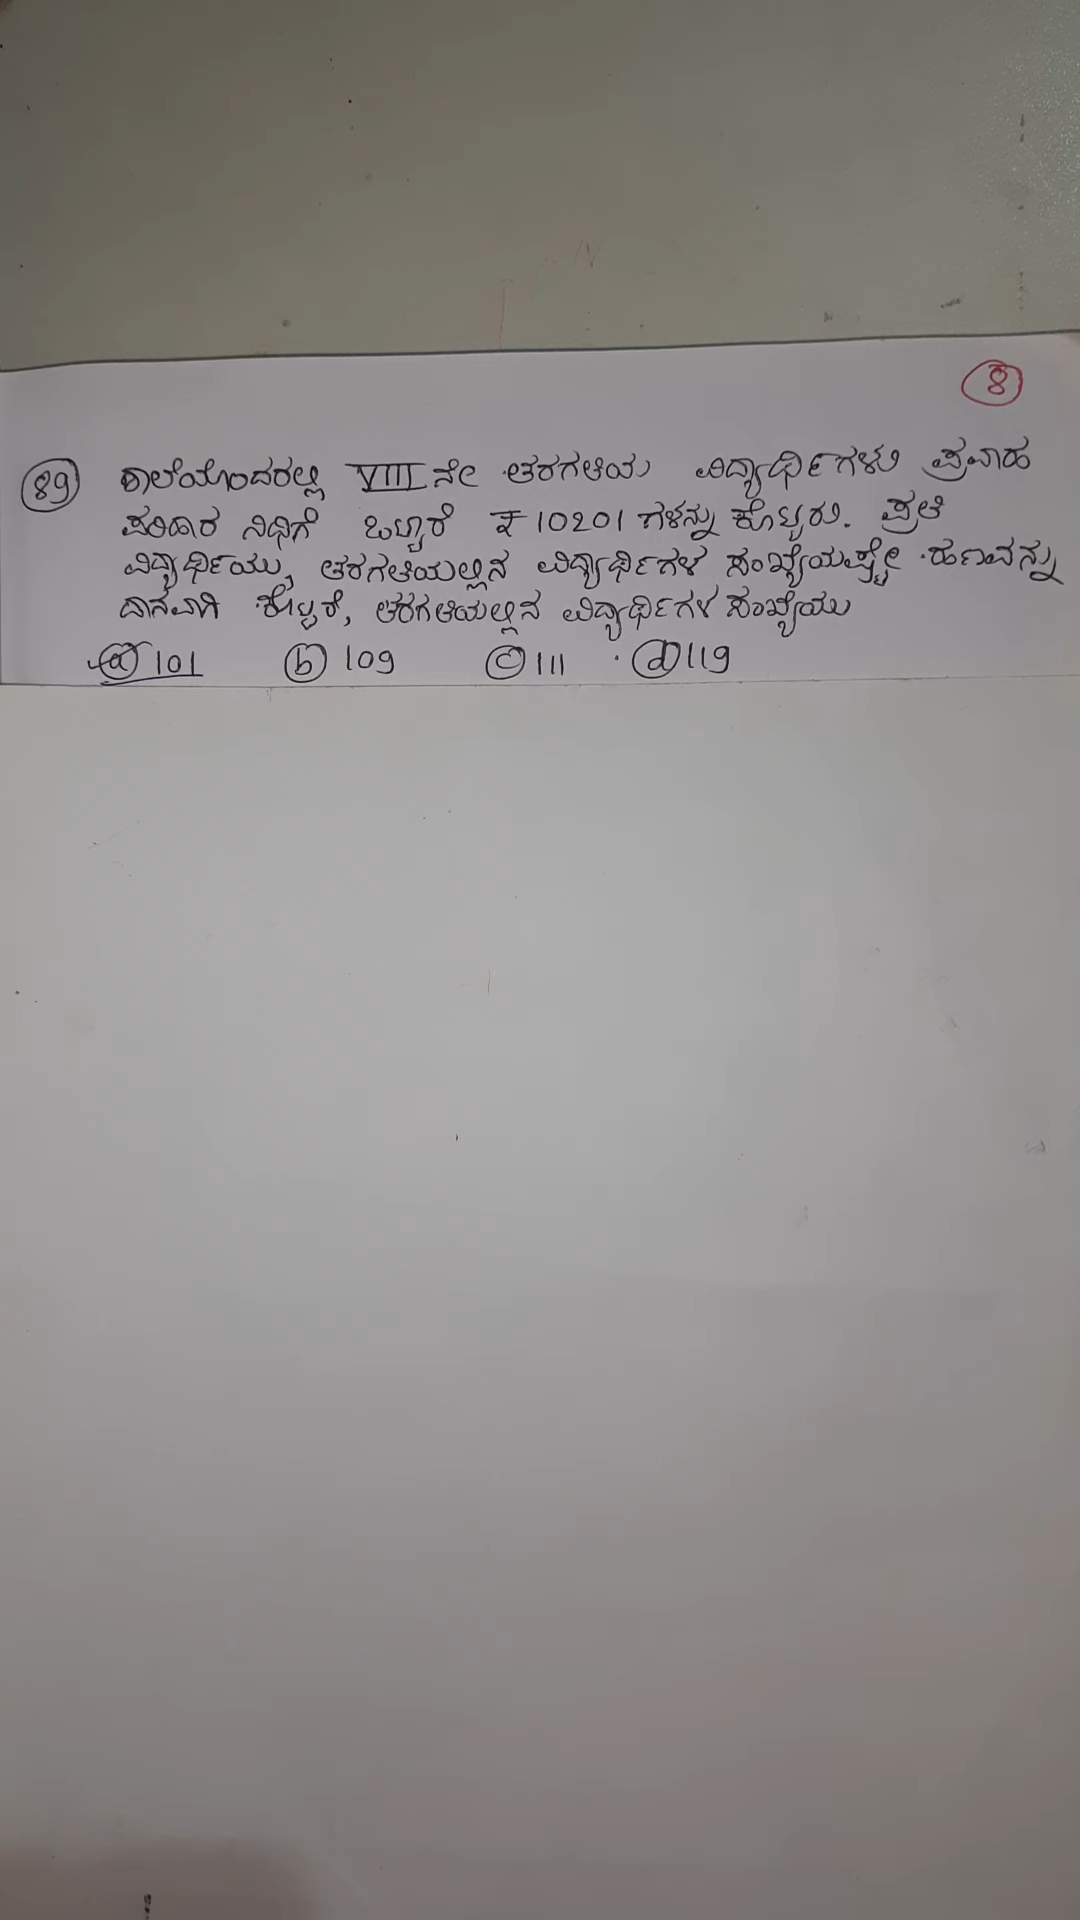 8
89 ಶಾಲೆಯೊಂದರಲ್ಲಿ VIII ನೇ ತರಗತಿಯ ವಿದ್ಯಾರ್ಥಿಗಳು ಪ್ರವಾಹ
ಪರಿಹಾರ ನಿಧಿಗೆ ಒಟ್ಟಾರೆ ₹ 10201 ಗಳನ್ನು ಕೊಟ್ಟರು. ಪ್ರತಿ
ವಿದ್ಯಾರ್ಥಿಯು, ತರಗತಿಯಲ್ಲಿನ ವಿದ್ಯಾರ್ಥಿಗಳ ಸಂಖ್ಯೆಯಷ್ಟೇ ಹಣವನ್ನು
ದಾನವಾಗಿ ಕೊಟ್ಟರೆ, ತರಗತಿಯಲ್ಲಿನ ವಿದ್ಯಾರ್ಥಿಗಳ ಸಂಖ್ಯೆಯು
a 101 b 109 c 111 d 119